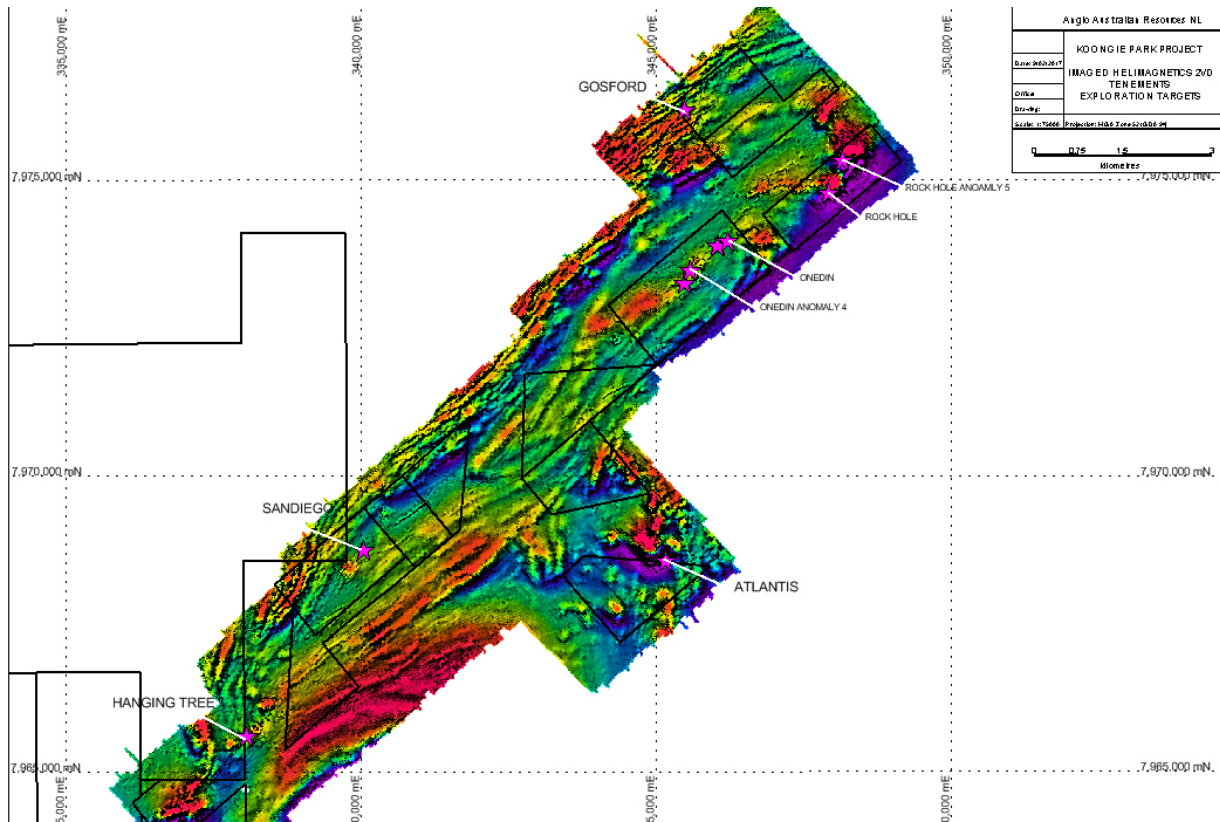 Anglo Australian Resources NL
KOONGIE PARK PROJECT
IMAGED HELIMAGNETICS 2VD
TENEMENTS
EXPLORATION TARGETS
0 0.75 1.5 3
kilometres
335,000 mE
340,000 mE
345,000 mE
350,000 mE
GOSFORD
7,975,000 mN
7,975,000 mN
ROCK HOLE ANOAMLY 5
ROCK HOLE
ONEDIN
ONEDIN ANOMALY 4
7,970,000 mN
7,970,000 mN
SANDIEGO
ATLANTIS
HANGING TREE
7,965,000 mN
7,965,000 mN